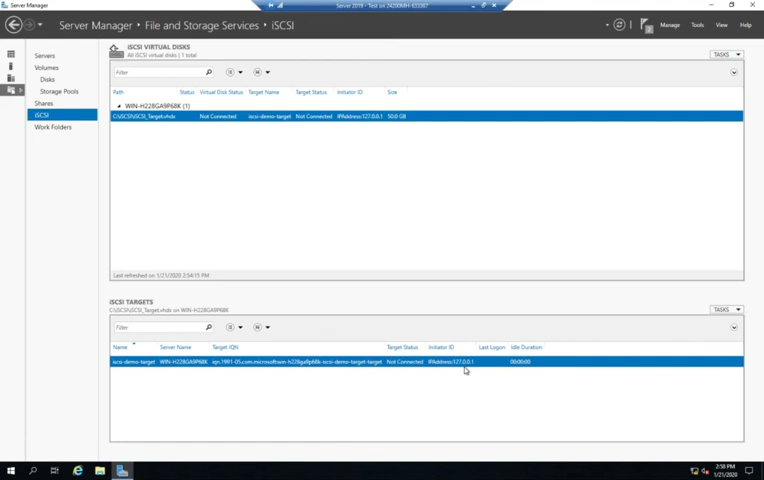 Server Manager
Server 2019 - Test on 24200MH-633367
Server Manager ▸ File and Storage Services ▸ iSCSI
Manage Tools View Help
2
Servers
Volumes
Disks
Storage Pools
Shares
iSCSI
Work Folders
iSCSI VIRTUAL DISKS
All iSCSI virtual disks | 1 total
TASKS
Filter
Path Status Virtual Disk Status Target Name Target Status Initiator ID Size
WIN-H228GA9P68K (1)
C:\iSCSI\iSCSI_Target.vhdx Not Connected iscsi-demo-target Not Connected IPAddress:127.0.0.1 50.0 GB
Last refreshed on 1/21/2020 2:54:15 PM
iSCSI TARGETS
C:\iSCSI\iSCSI_Target.vhdx on WIN-H228GA9P68K
TASKS
Filter
Name Server Name Target IQN Target Status Initiator ID Last Logon Idle Duration
iscsi-demo-target WIN-H228GA9P68K iqn.1991-05.com.microsoft:win-h228ga9p68k-iscsi-demo-target-target Not Connected IPAddress:127.0.0.1 00:00:00
2:58 PM
1/21/2020